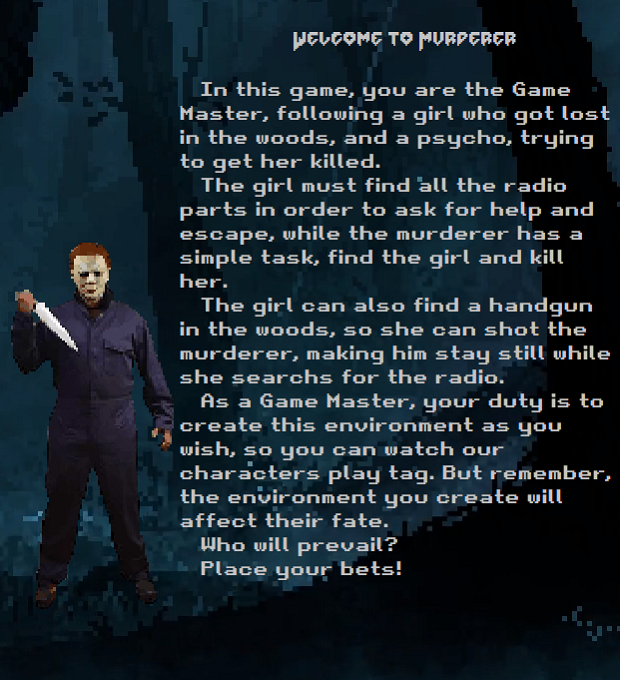 Welcome to Murderer
In this game, you are the Game
Master, following a girl who got lost
in the woods, and a psycho, trying
to get her killed.
The girl must find all the radio
parts in order to ask for help and
escape, while the murderer has a
simple task, find the girl and kill
her.
The girl can also find a handgun
in the woods, so she can shot the
murderer, making him stay still while
she searchs for the radio.
As a Game Master, your duty is to
create this environment as you
wish, so you can watch our
characters play tag. But remember,
the environment you create will
affect their fate.
Who will prevail?
Place your bets!